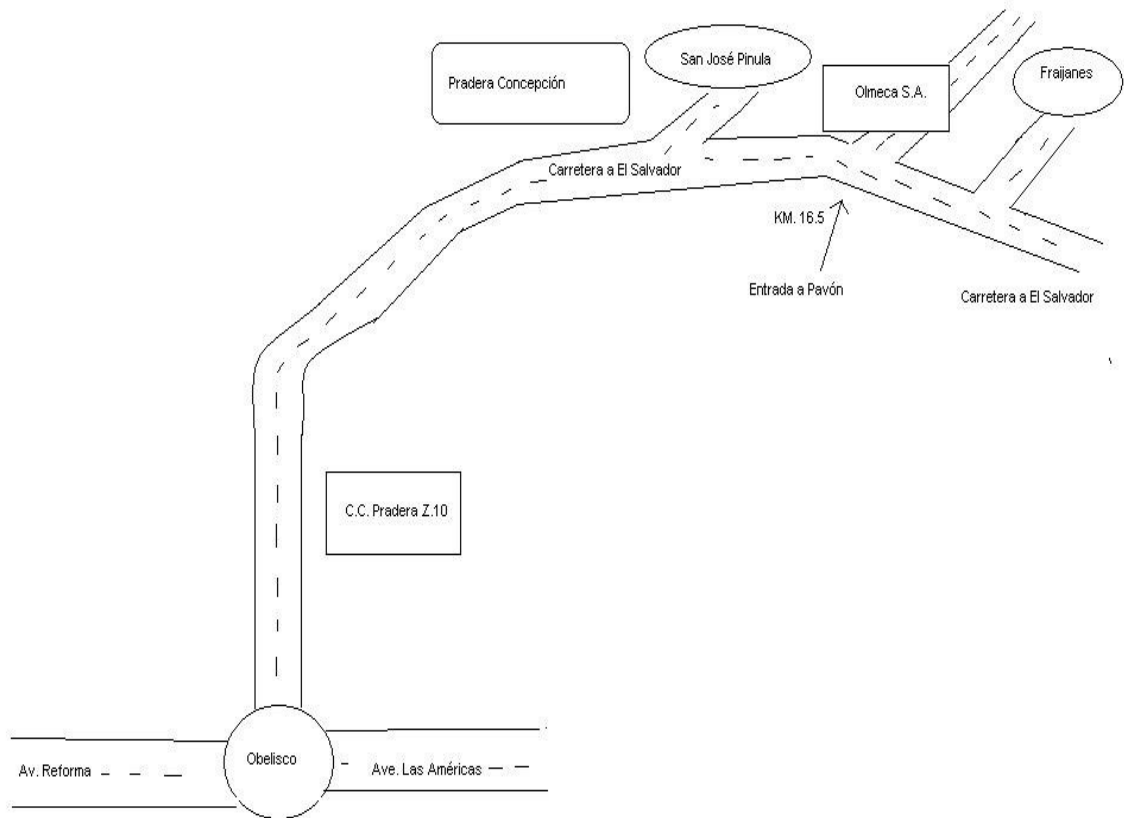 San José Pinula
Fraijanes
Pradera Concepción
Olmeca S.A.
Carretera a El Salvador
KM. 16.5
Entrada a Pavón
Carretera a El Salvador
C.C. Pradera Z.10
Obelisco
Av. Reforma
Ave. Las Américas